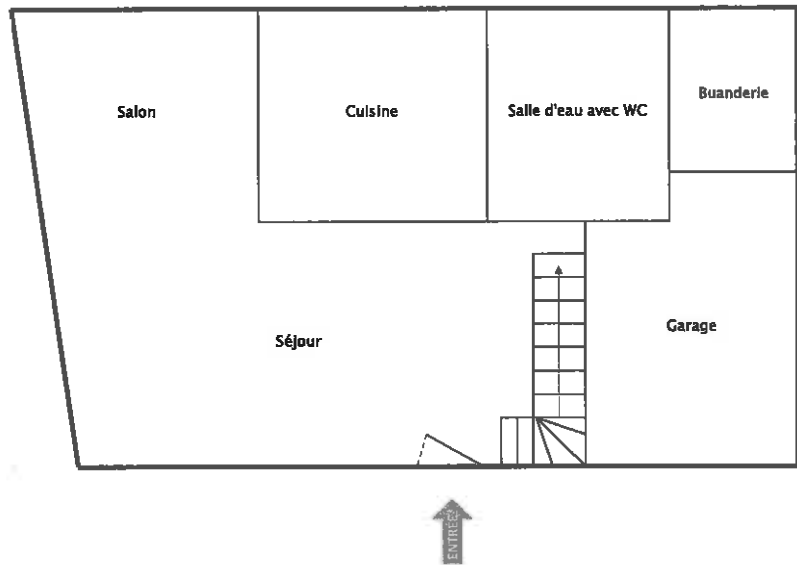 Salon
Cuisine
Salle d'eau avec WC
Buanderie
Séjour
Garage
ENTRÉE